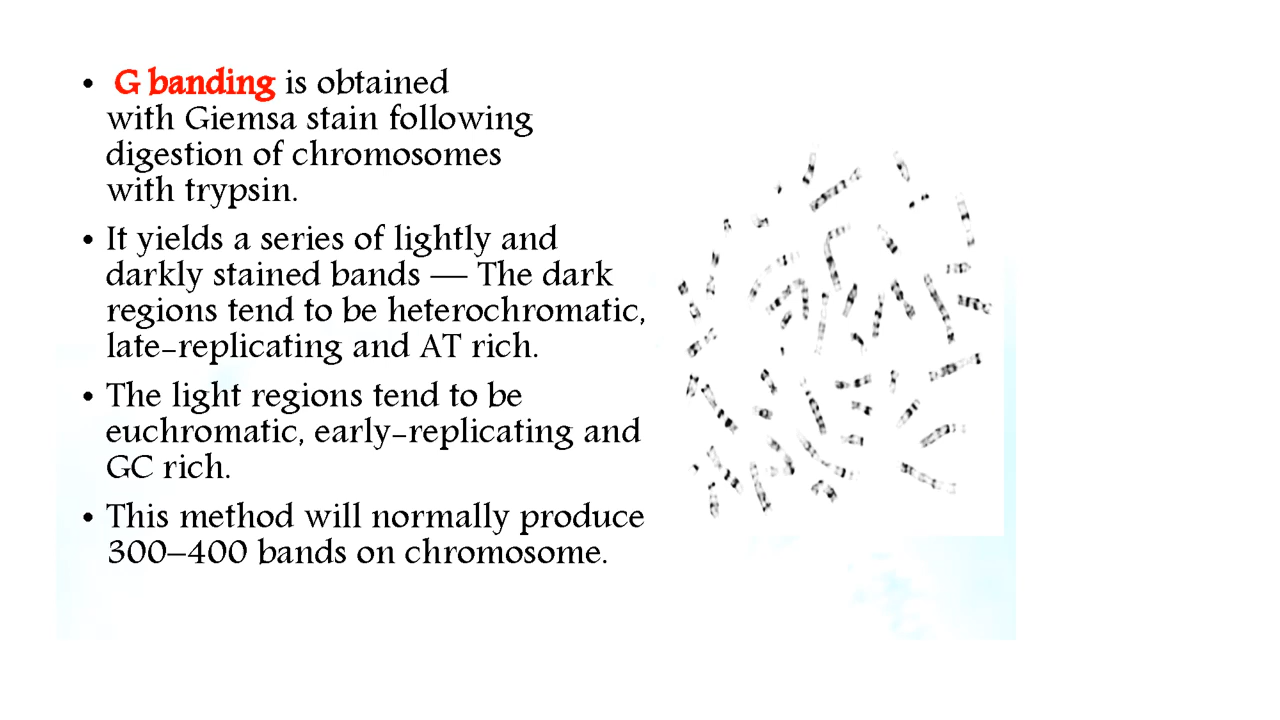 • G banding is obtained
with Giemsa stain following
digestion of chromosomes
with trypsin.
• It yields a series of lightly and
darkly stained bands — The dark
regions tend to be heterochromatic,
late-replicating and AT rich.
• The light regions tend to be
euchromatic, early-replicating and
GC rich.
• This method will normally produce
300–400 bands on chromosome.